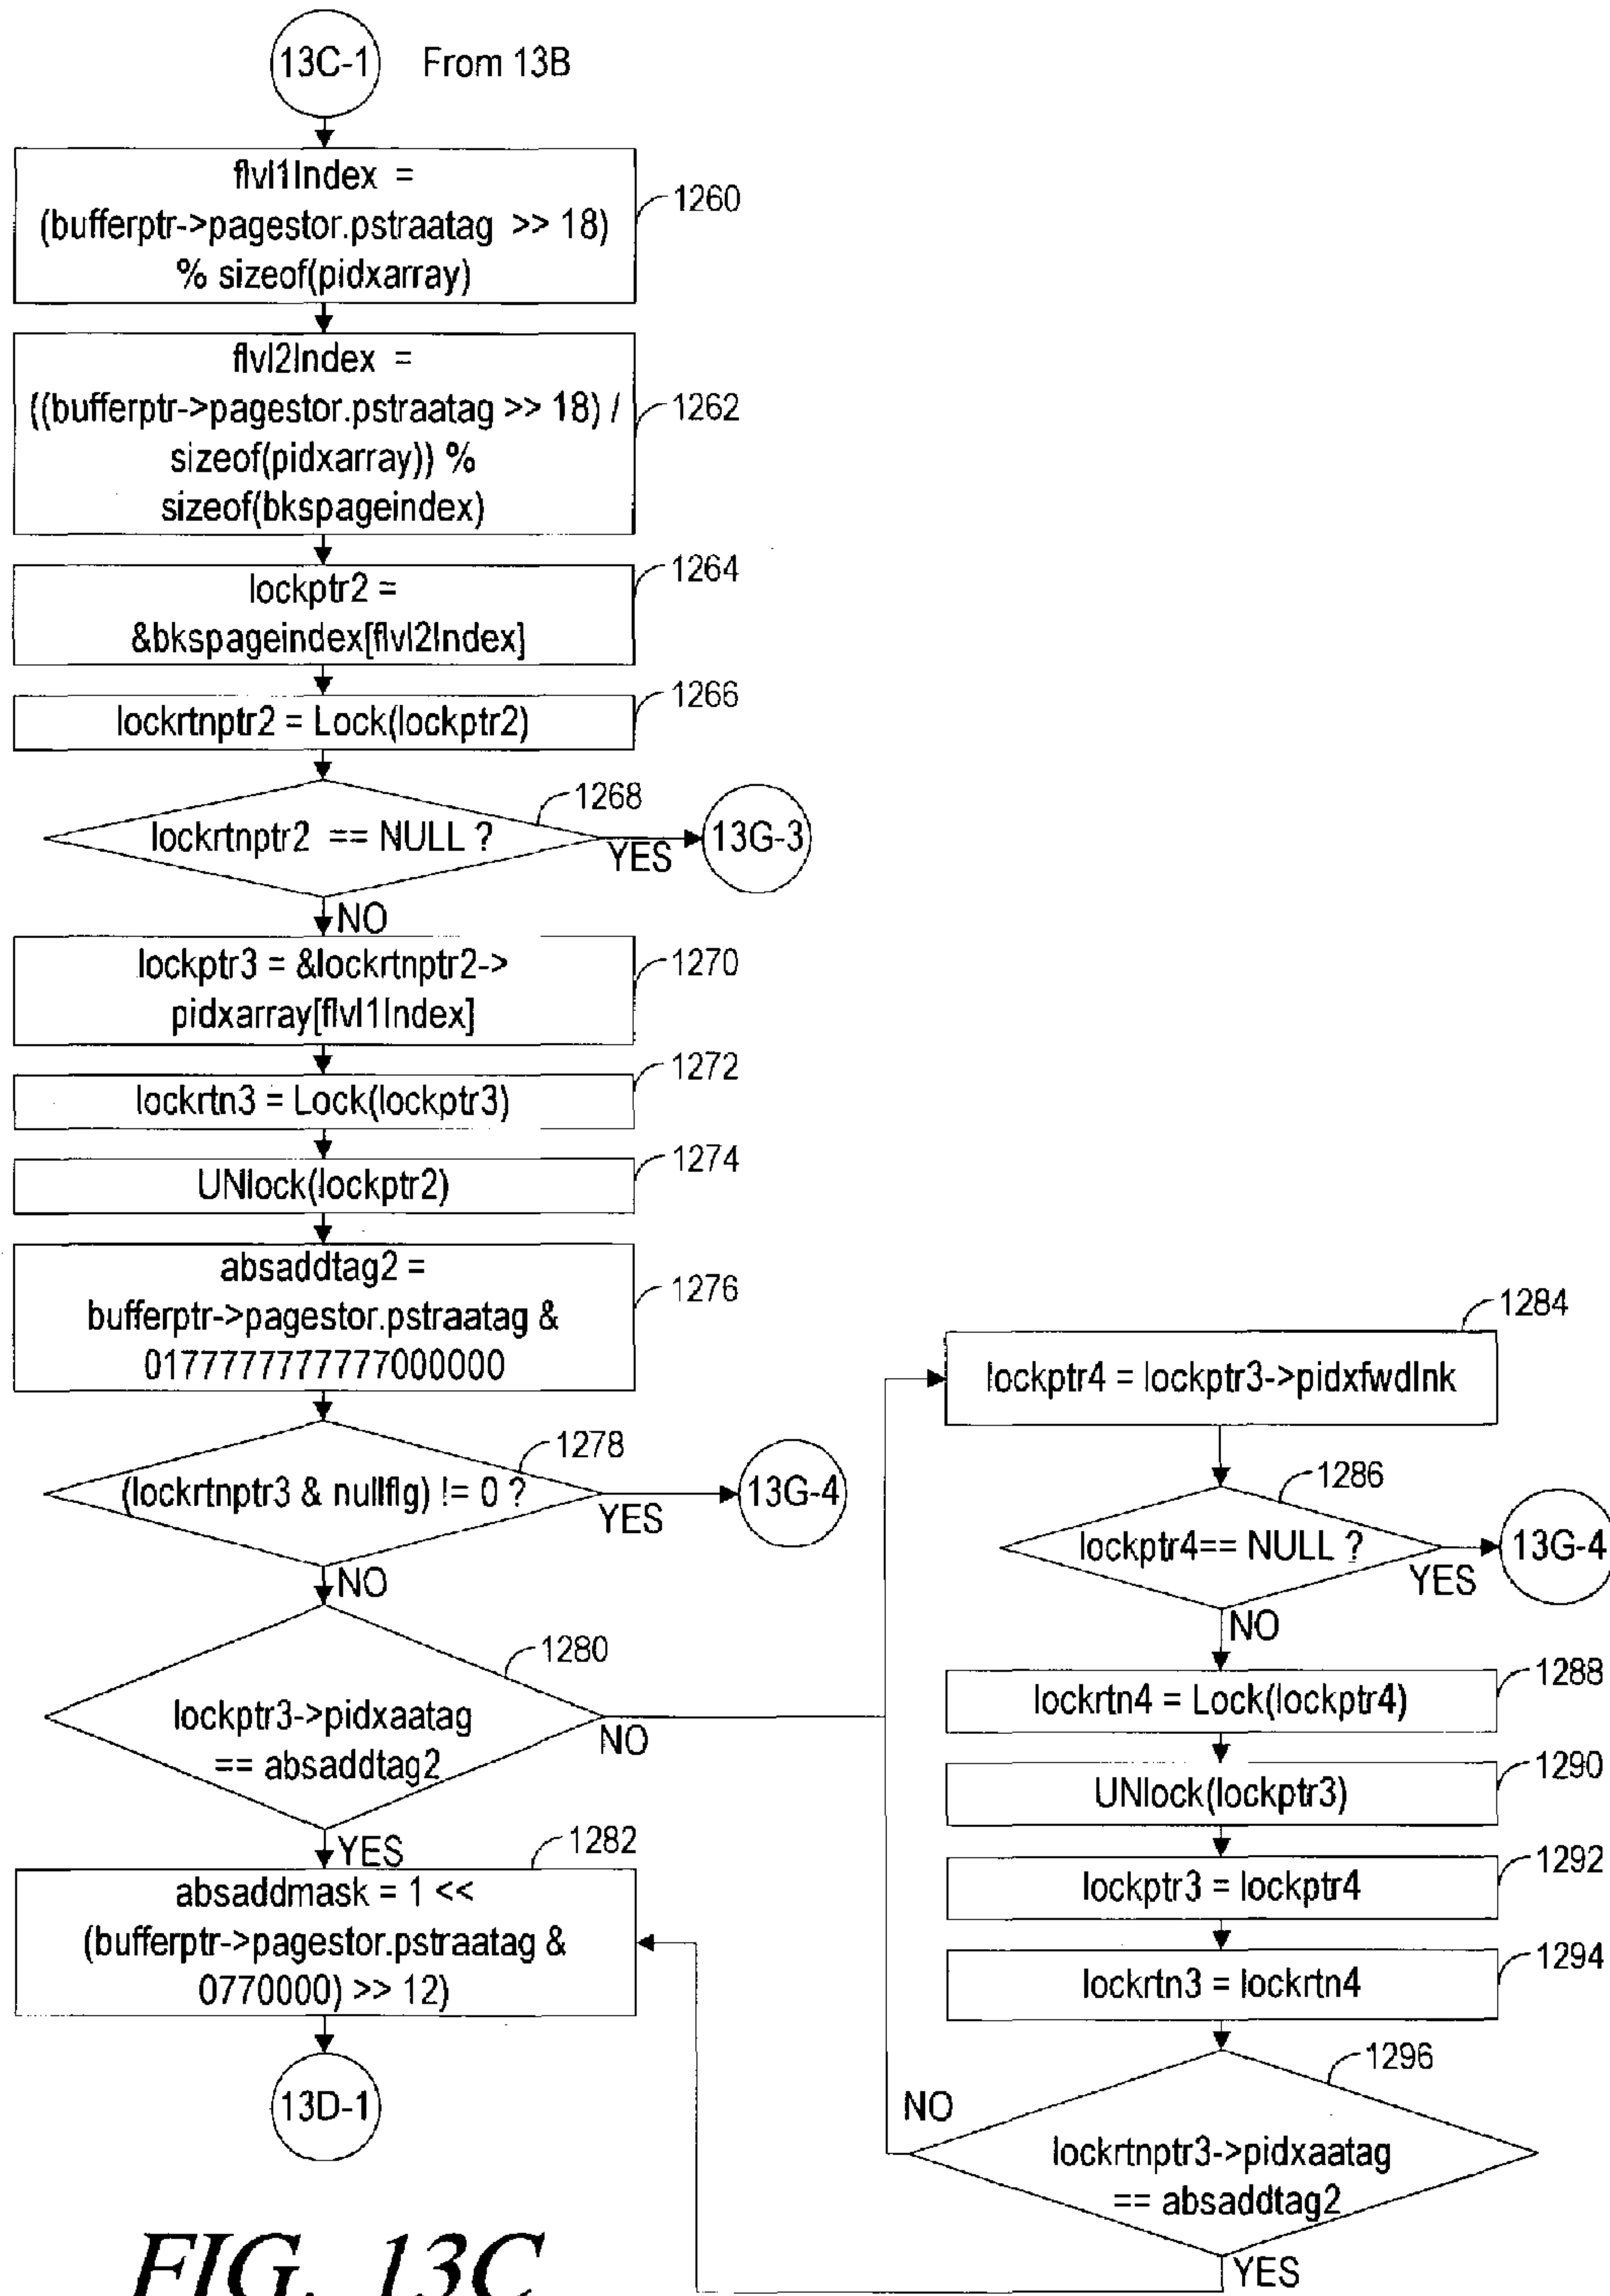 13C-1 From 13B
flvl1Index =
(bufferptr->pagestor.pstraatag >> 18)
% sizeof(pidxarray)
1260
flvl2Index =
((bufferptr->pagestor.pstraatag >> 18) /
sizeof(pidxarray)) %
sizeof(bkspageindex)
1262
lockptr2 =
&bkspageindex[flvl2Index]
1264
lockrtnptr2 = Lock(lockptr2)
1266
lockrtnptr2 == NULL ?
1268
YES
13G-3
NO
lockptr3 = &lockrtnptr2->
pidxarray[flvl1Index]
1270
lockrtn3 = Lock(lockptr3)
1272
UNlock(lockptr2)
1274
absaddtag2 =
bufferptr->pagestor.pstraatag &
0177777777777000000
1276
(lockrtnptr3 & nullflg) != 0 ?
1278
YES
13G-4
NO
lockptr3->pidxaatag
== absaddtag2
1280
NO
YES
absaddmask = 1 <<
(bufferptr->pagestor.pstraatag &
0770000) >> 12)
1282
13D-1
lockptr4 = lockptr3->pidxfwdlnk
1284
lockptr4== NULL ?
1286
YES
13G-4
NO
lockrtn4 = Lock(lockptr4)
1288
UNlock(lockptr3)
1290
lockptr3 = lockptr4
1292
lockrtn3 = lockrtn4
1294
lockrtnptr3->pidxaatag
== absaddtag2
1296
NO
YES
FIG. 13C